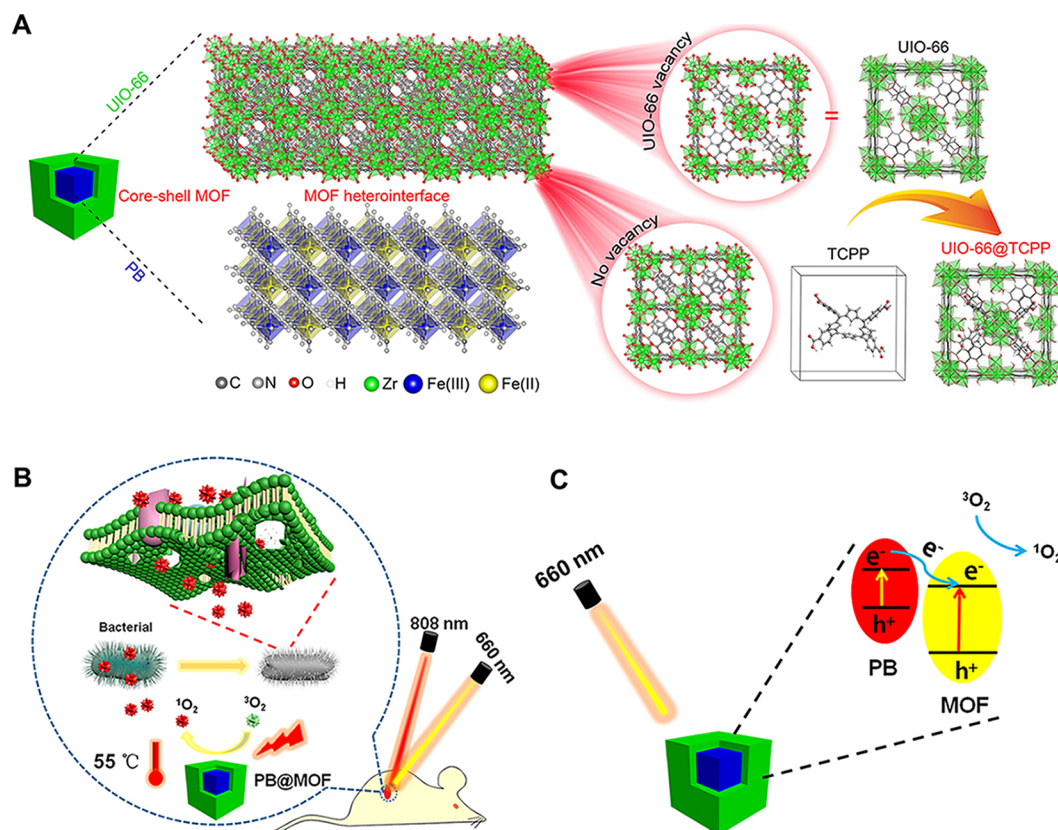 A
UIO-66
Core-shell MOF
PB
MOF heterointerface
UIO-66 vacancy
=
UIO-66
No vacancy
TCPP
UIO-66@TCPP
C N O H Zr Fe(III) Fe(II)
B
Bacterial
¹O₂
³O₂
55 ℃
PB@MOF
808 nm
660 nm
C
660 nm
³O₂
¹O₂
e⁻
e⁻
e⁻
h⁺
h⁺
PB
MOF